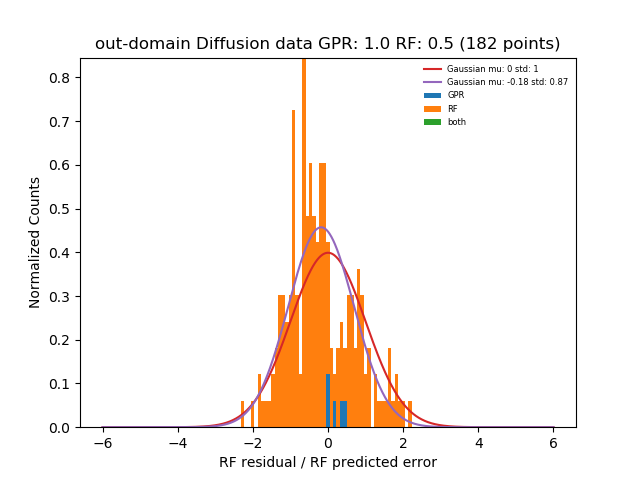 out-domain Diffusion data GPR: 1.0 RF: 0.5 (182 points)
Gaussian mu: 0 std: 1
Gaussian mu: -0.18 std: 0.87
GPR
RF
both
Normalized Counts
0.8
0.7
0.6
0.5
0.4
0.3
0.2
0.1
0.0
−6 −4 −2 0 2 4 6
RF residual / RF predicted error